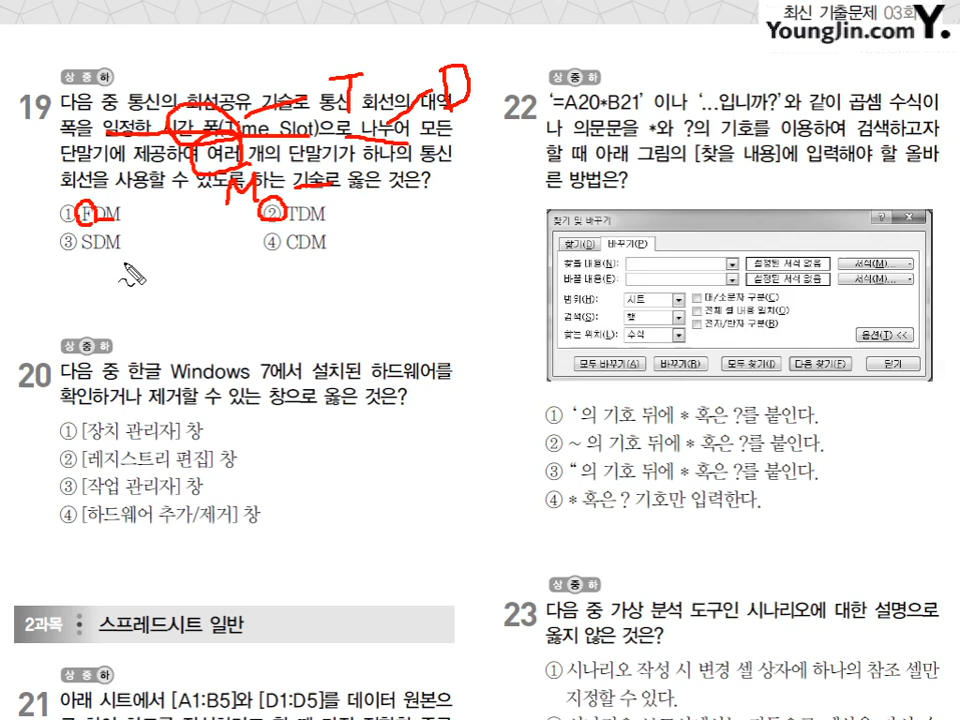 최신 기출문제 03회
YoungJin.com Y.
상 중 하
19 다음 중 통신의 회선공유 기술로 통신 회선의 대역
폭을 일정한 시간 폭(Time Slot)으로 나누어 모든
단말기에 제공하여 여러 개의 단말기가 하나의 통신
회선을 사용할 수 있도록 하는 기술로 옳은 것은?
T D
M
① FDM ② TDM
③ SDM ④ CDM
상 중 하
20 다음 중 한글 Windows 7에서 설치된 하드웨어를
확인하거나 제거할 수 있는 창으로 옳은 것은?
① [장치 관리자] 창
② [레지스트리 편집] 창
③ [작업 관리자] 창
④ [하드웨어 추가/제거] 창
2과목 스프레드시트 일반
상 중 하
21 아래 시트에서 [A1:B5]와 [D1:D5]를 데이터 원본으
상 중 하
22 ‘=A20*B21’ 이나 ‘...입니까?’와 같이 곱셈 수식이
나 의문문을 *와 ?의 기호를 이용하여 검색하고자
할 때 아래 그림의 [찾을 내용]에 입력해야 할 올바
른 방법은?
찾기 및 바꾸기
찾기(D) 바꾸기(P)
찾을 내용(N): 설정된 서식 없음 서식(M)...
바꿀 내용(E): 설정된 서식 없음 서식(M)...
범위(H): 시트 대/소문자 구분(C)
전체 셀 내용 일치(O)
검색(S): 행 전자/반자 구분(B)
찾는 위치(L): 수식 옵션(T) <<
모두 바꾸기(A) 바꾸기(R) 모두 찾기(I) 다음 찾기(F) 닫기
① ‘ 의 기호 뒤에 * 혹은 ?를 붙인다.
② ~ 의 기호 뒤에 * 혹은 ?를 붙인다.
③ “ 의 기호 뒤에 * 혹은 ?를 붙인다.
④ * 혹은 ? 기호만 입력한다.
상 중 하
23 다음 중 가상 분석 도구인 시나리오에 대한 설명으로
옳지 않은 것은?
① 시나리오 작성 시 변경 셀 상자에 하나의 참조 셀만
지정할 수 있다.